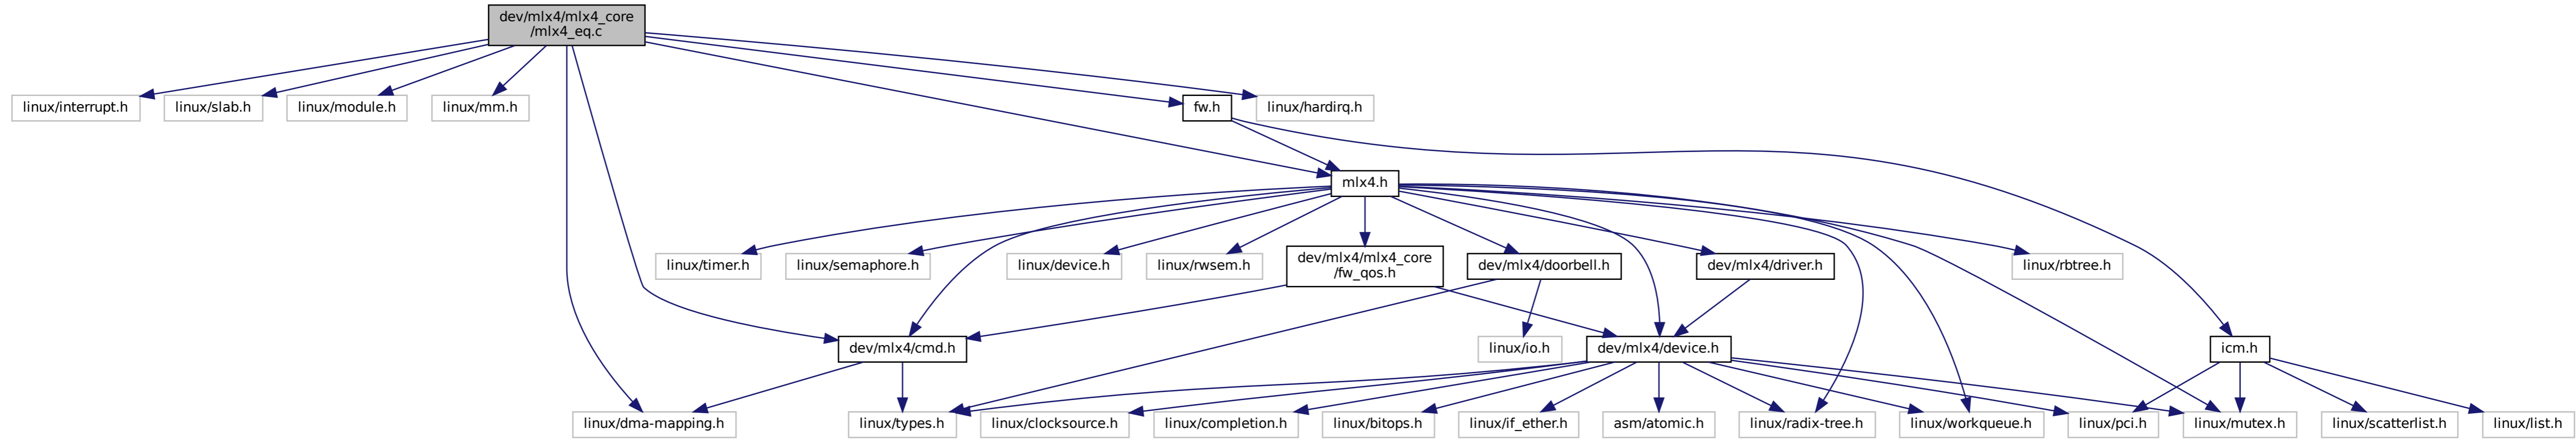 dev/mlx4/mlx4_core
/mlx4_eq.c
linux/interrupt.h
linux/slab.h
linux/module.h
linux/mm.h
fw.h
linux/hardirq.h
mlx4.h
linux/timer.h
linux/semaphore.h
linux/device.h
linux/rwsem.h
dev/mlx4/mlx4_core
/fw_qos.h
dev/mlx4/doorbell.h
dev/mlx4/driver.h
linux/rbtree.h
dev/mlx4/cmd.h
linux/io.h
dev/mlx4/device.h
icm.h
linux/dma-mapping.h
linux/types.h
linux/clocksource.h
linux/completion.h
linux/bitops.h
linux/if_ether.h
asm/atomic.h
linux/radix-tree.h
linux/workqueue.h
linux/pci.h
linux/mutex.h
linux/scatterlist.h
linux/list.h